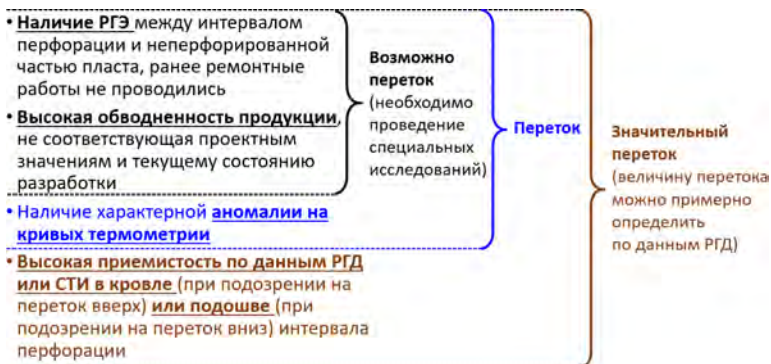 • Наличие РГЭ между интервалом
перфорации и неперфорированной
частью пласта, ранее ремонтные
работы не проводились
• Высокая обводненность продукции,
не соответствующая проектным
значениям и текущему состоянию
разработки
• Наличие характерной аномалии на
кривых термометрии
• Высокая приемистость по данным РГД
или СТИ в кровле (при подозрении на
переток вверх) или подошве (при
подозрении на переток вниз) интервала
перфорации
Возможно
переток
(необходимо
проведение
специальных
исследований)
Переток
Значительный
переток
(величину перетока
можно примерно
определить
по данным РГД)